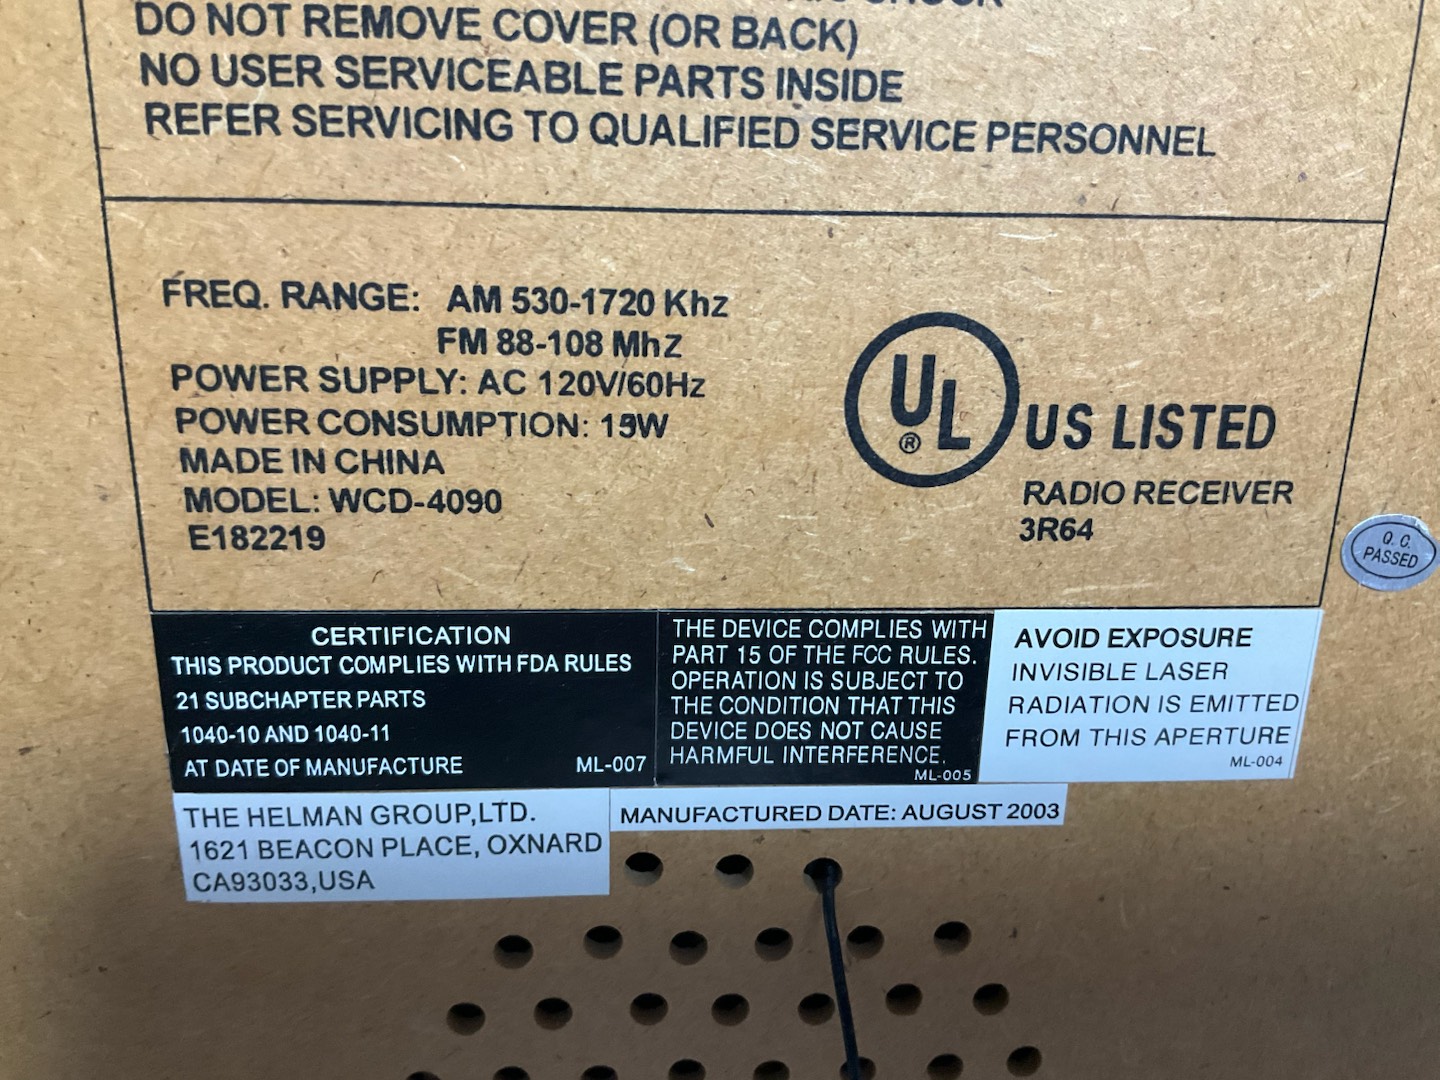 DO NOT REMOVE COVER (OR BACK)
NO USER SERVICEABLE PARTS INSIDE
REFER SERVICING TO QUALIFIED SERVICE PERSONNEL
FREQ. RANGE: AM 530-1720 Khz
FM 88-108 Mhz
POWER SUPPLY: AC 120V/60Hz
POWER CONSUMPTION:
MADE IN CHINA
MODEL: WCD-4090
E182219
UL ®
US LISTED
RADIO RECEIVER
3R64
Q.C.
PASSED
CERTIFICATION
THIS PRODUCT COMPLIES WITH FDA RULES
21 SUBCHAPTER PARTS
1040-10 AND 1040-11
AT DATE OF MANUFACTURE ML-007
THE DEVICE COMPLIES WITH
PART 15 OF THE FCC RULES.
OPERATION IS SUBJECT TO
THE CONDITION THAT THIS
DEVICE DOES NOT CAUSE
HARMFUL INTERFERENCE.
ML-005
AVOID EXPOSURE
INVISIBLE LASER
RADIATION IS EMITTED
FROM THIS APERTURE
ML-004
THE HELMAN GROUP,LTD.
1621 BEACON PLACE, OXNARD
CA93033,USA
MANUFACTURED DATE: AUGUST 2003